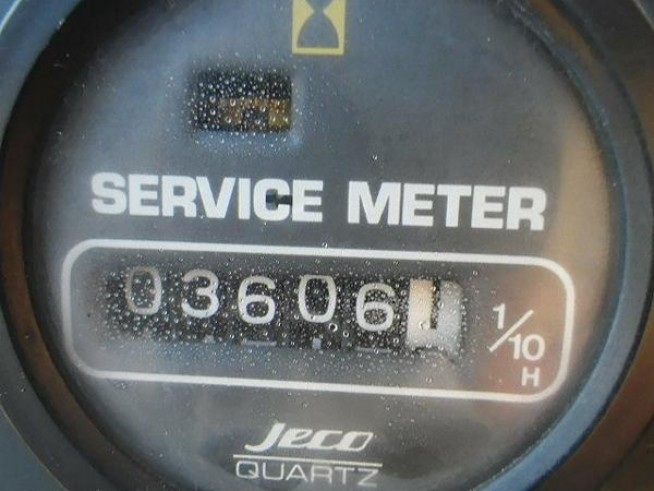 SERVICE METER
03606
1/10
H
Jeco
QUARTZ